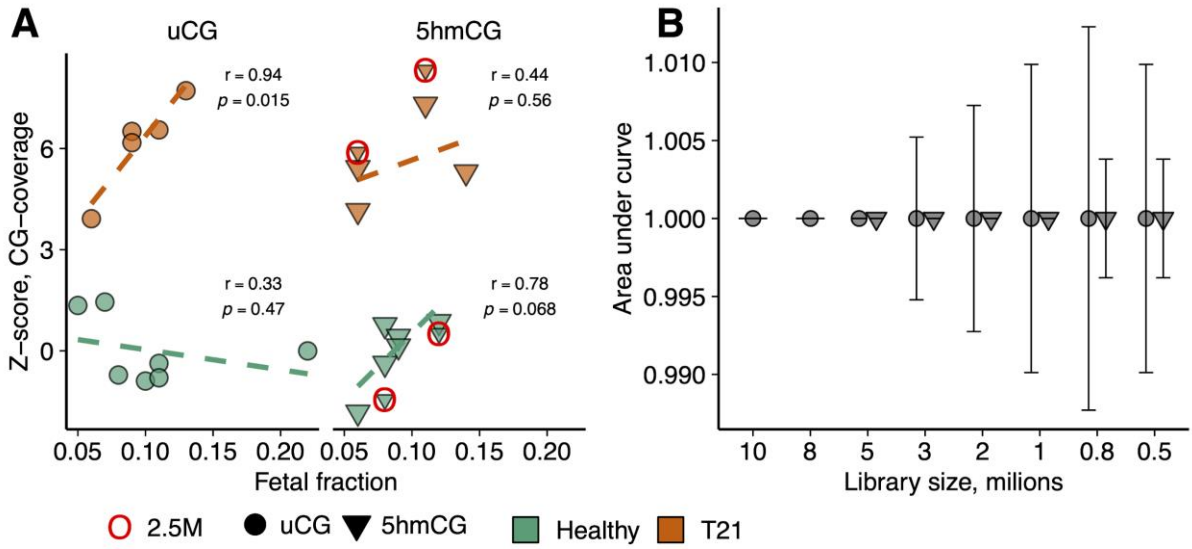 A
uCG
5hmCG
r = 0.94
p = 0.015
r = 0.44
p = 0.56
r = 0.33
p = 0.47
r = 0.78
p = 0.068
Z−score, CG−coverage
6
3
0
0.05 0.10 0.15 0.20 0.05 0.10 0.15 0.20
Fetal fraction
B
Area under curve
1.010
1.005
1.000
0.995
0.990
10 8 5 3 2 1 0.8 0.5
Library size, milions
2.5M uCG 5hmCG Healthy T21